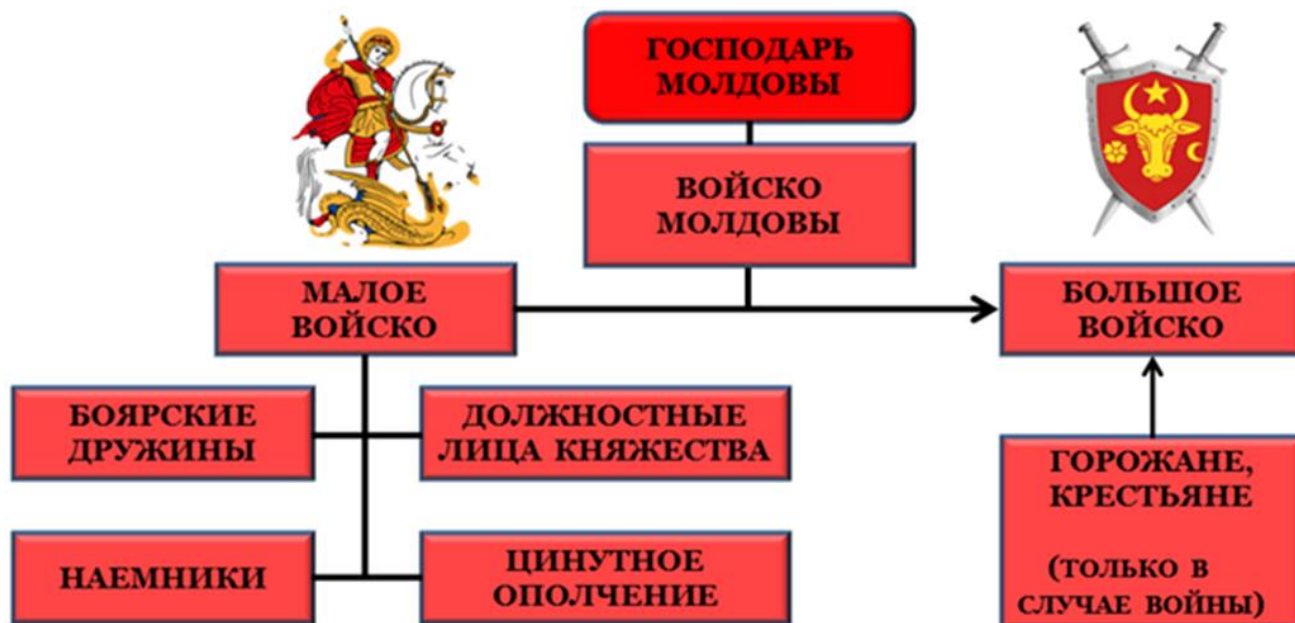 ГОСПОДАРЬ
МОЛДОВЫ
ВОЙСКО
МОЛДОВЫ
МАЛОЕ
ВОЙСКО
БОЛЬШОЕ
ВОЙСКО
БОЯРСКИЕ
ДРУЖИНЫ
ДОЛЖНОСТНЫЕ
ЛИЦА КНЯЖЕСТВА
НАЕМНИКИ
ЦИНУТНОЕ
ОПОЛЧЕНИЕ
ГОРОЖАНЕ,
КРЕСТЬЯНЕ
(ТОЛЬКО В
СЛУЧАЕ ВОЙНЫ)